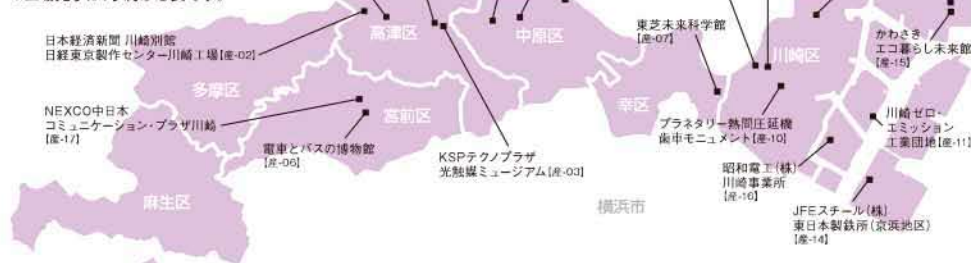 日本経済新聞 川崎別館
日経東京製作センター川崎工場[産-02]
高津区
中原区
東芝未来科学館
[産-07]
川崎区
かわさき
エコ暮らし未来館
[産-15]
多摩区
NEXCO中日本
コミュニケーション・プラザ川崎
[産-17]
宮前区
幸区
電車とバスの博物館
[産-06]
プラネタリー熱間圧延機
歯車モニュメント[産-10]
川崎ゼロ・
エミッション
工業団地[産-11]
KSPテクノプラザ
光触媒ミュージアム[産-03]
昭和電工(株)
川崎事業所
[産-16]
麻生区
横浜市
JFEスチール(株)
東日本製鉄所(京浜地区)
[産-14]